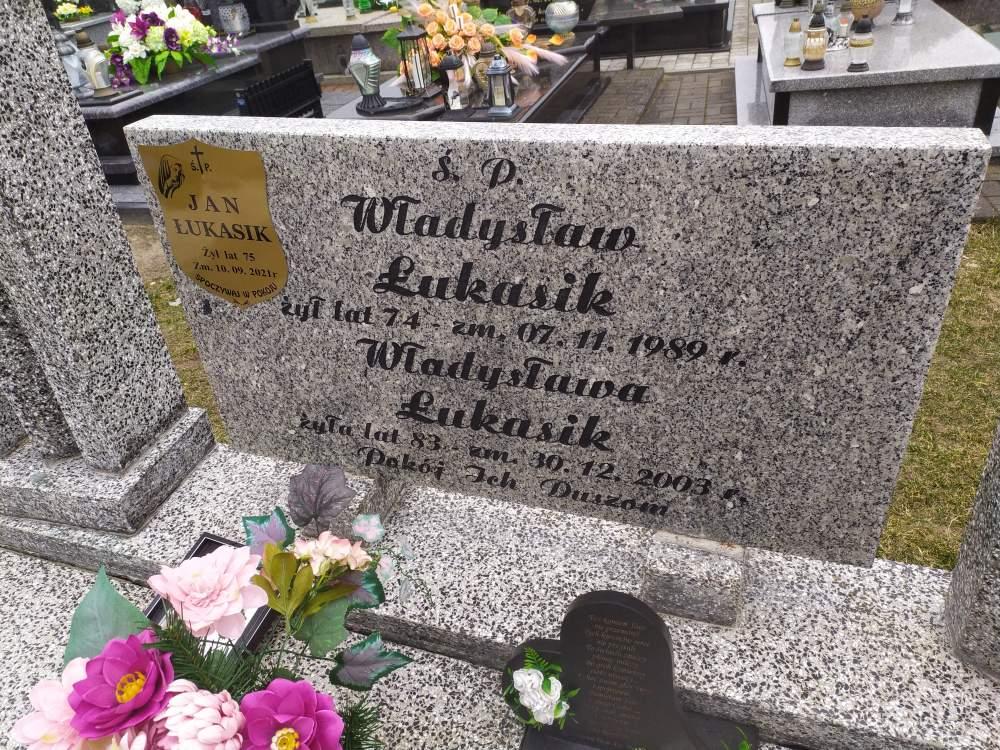 Ś.P.
JAN
ŁUKASIK
Żył lat 75
Zm. 10.09.2021r
SPOCZYWAJ W POKOJU
Ś. P.
Władysław
Łukasik
żył lat 74 - zm. 07. 11. 1989 r.
Władysława
Łukasik
żyła lat 83 - zm. 30. 12. 2003 r.
Pokój Ich Duszom